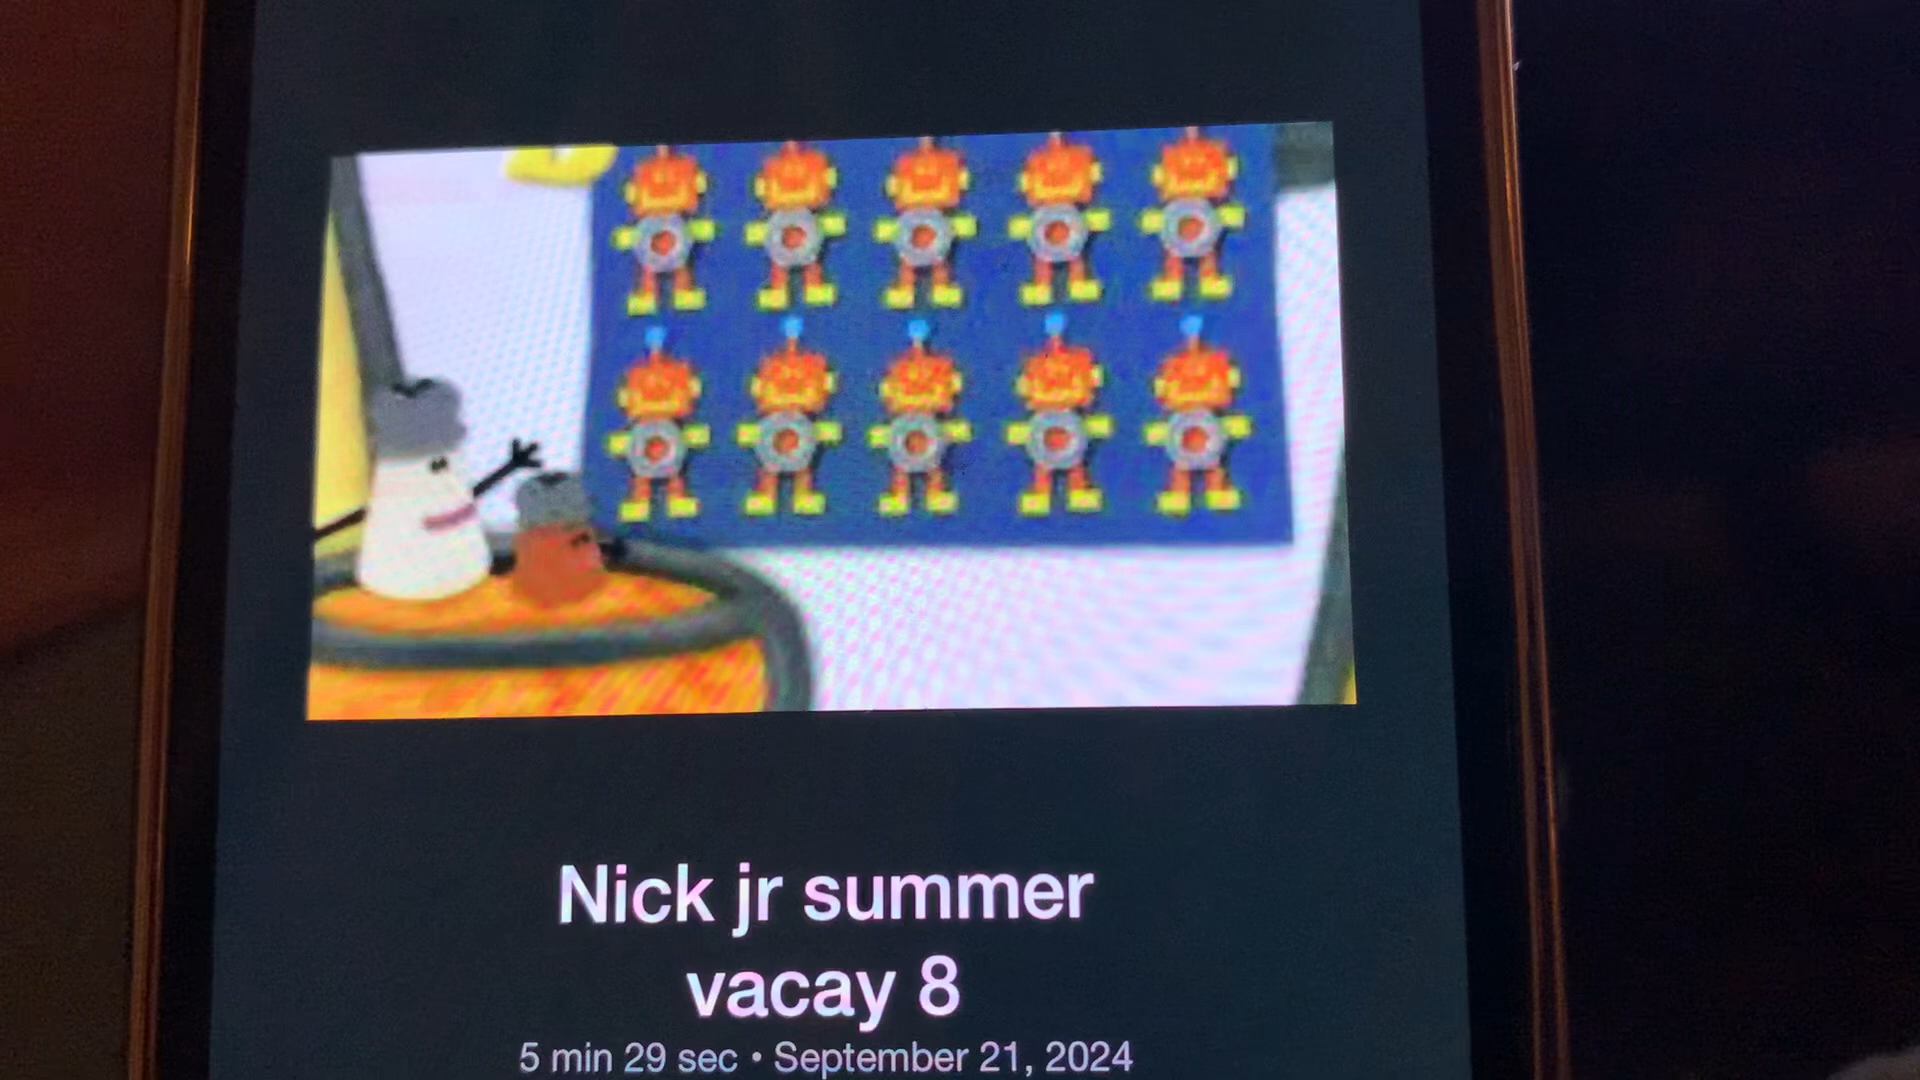 Nick jr summer
vacay 8
5 min 29 sec • September 21, 2024